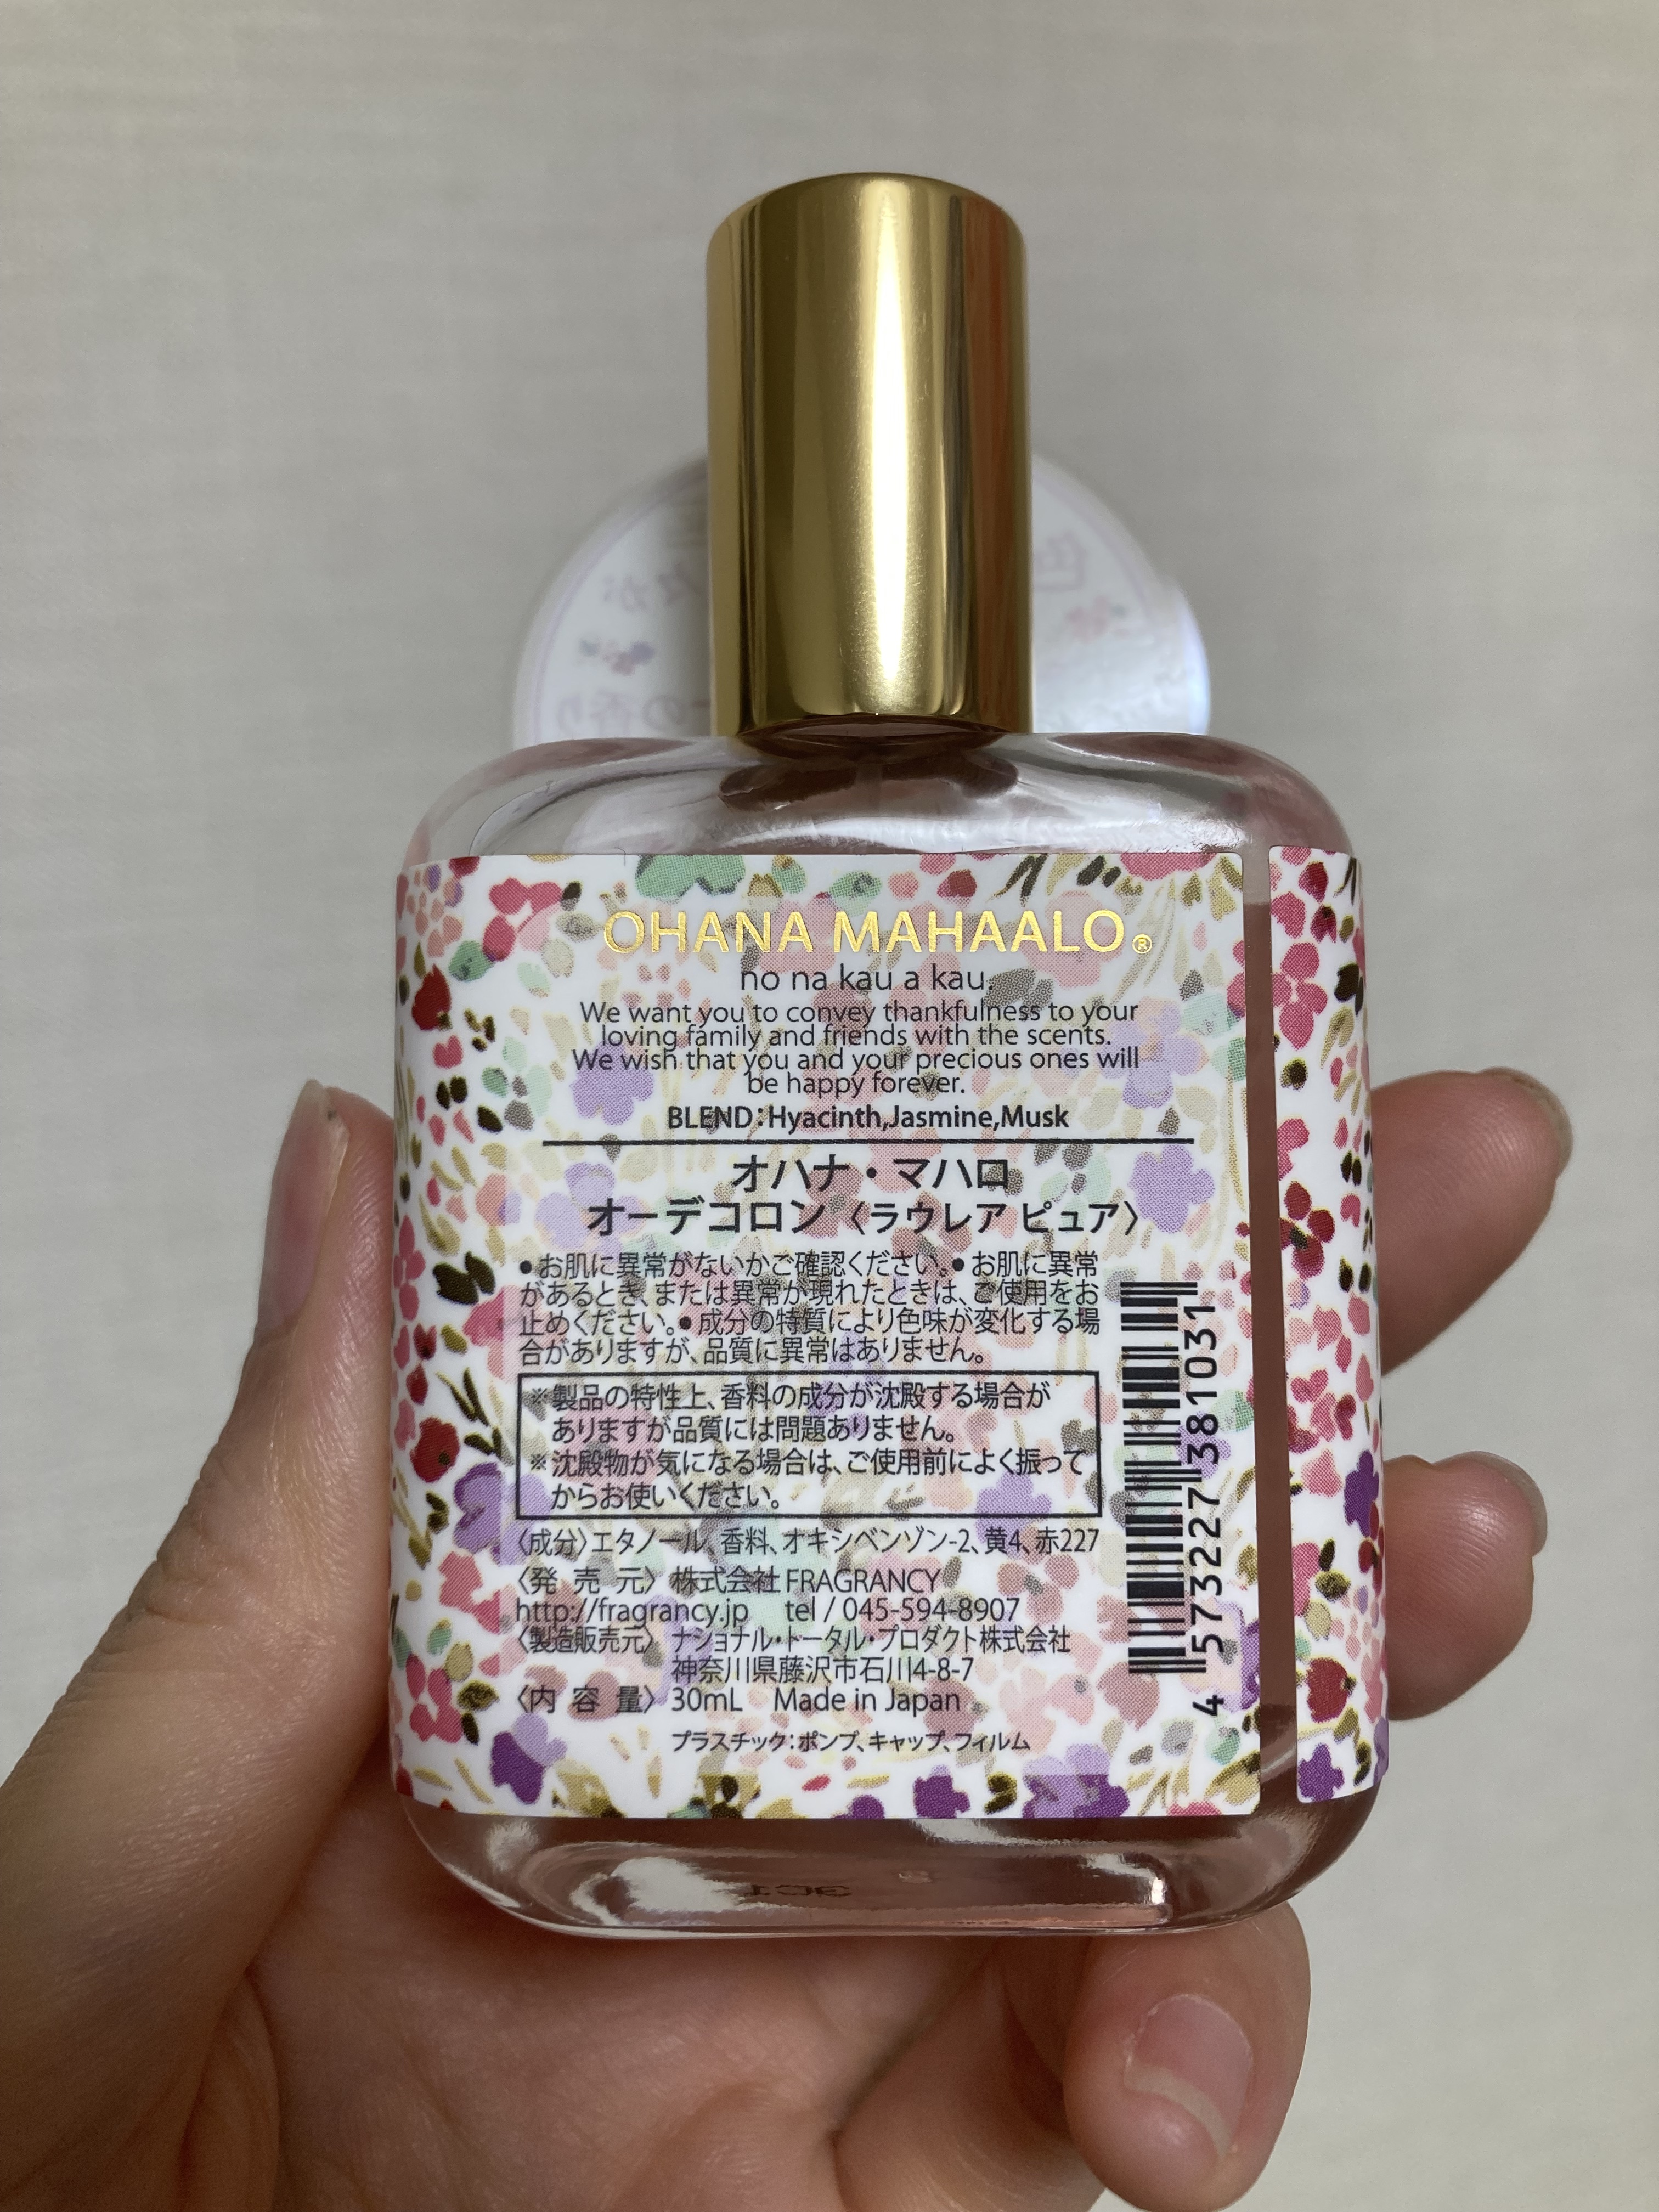 OHANA MAHAALO®
no na kau a kau.
We want you to convey thankfulness to your
loving family and friends with the scents.
We wish that you and your precious ones will
be happy forever.
BLEND:Hyacinth,Jasmine,Musk
オハナ・マハロ
オーデコロン〈ラウレア ピュア〉
●お肌に異常がないかご確認ください。●お肌に異常
があるとき、または異常が現れたときは、ご使用をお
止めください。●成分の特質により色味が変化する場
合がありますが、品質に異常はありません。
※製品の特性上、香料の成分が沈殿する場合が
ありますが品質には問題ありません。
※沈殿物が気になる場合は、ご使用前によく振って
からお使いください。
〈成分〉エタノール、香料、オキシベンゾン-2、黄4、赤227
〈発売元〉株式会社FRAGRANCY
http://fragrancy.jp tel / 045-594-8907
〈製造販売元〉ナショナル・トータル・プロダクト株式会社
神奈川県藤沢市石川4-8-7
〈内容量〉30mL Made in Japan
プラスチック:ポンプ、キャップ、フィルム
4573227381031
の香り